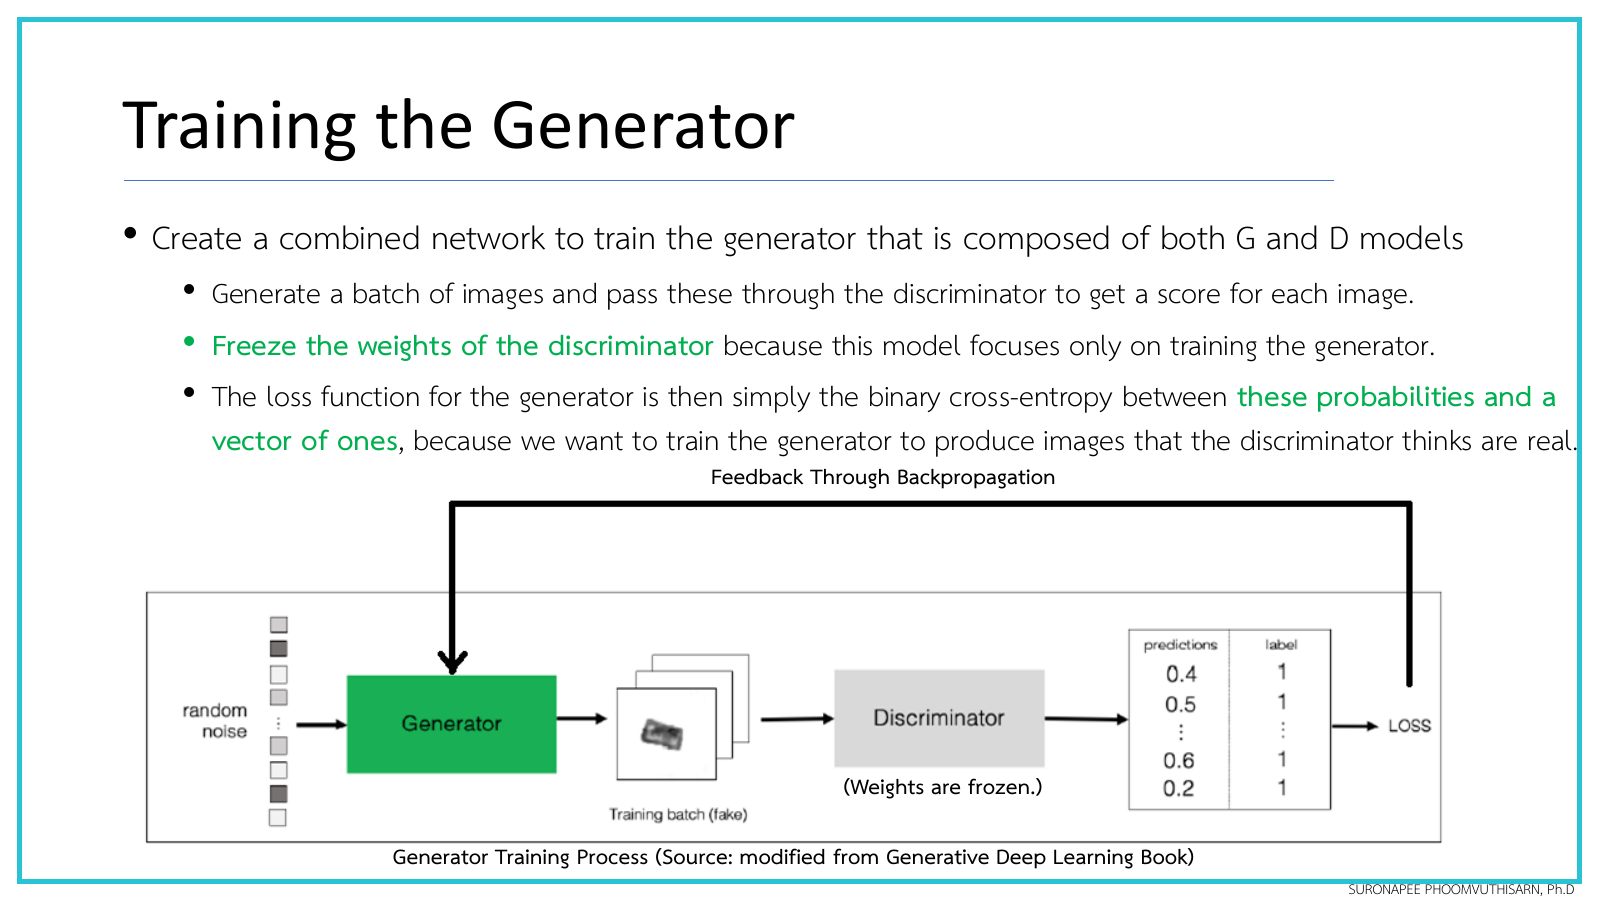 Training the Generator
• Create a combined network to train the generator that is composed of both G and D models
• Generate a batch of images and pass these through the discriminator to get a score for each image.
• Freeze the weights of the discriminator because this model focuses only on training the generator.
• The loss function for the generator is then simply the binary cross-entropy between these probabilities and a
vector of ones, because we want to train the generator to produce images that the discriminator thinks are real.
Feedback Through Backpropagation
random
noise
⋮
Generator
Training batch (fake)
Discriminator
(Weights are frozen.)
predictions label
0.4 1
0.5 1
⋮ ⋮
0.6 1
0.2 1
LOSS
Generator Training Process (Source: modified from Generative Deep Learning Book)
SURONAPEE PHOOMVUTHISARN, Ph.D